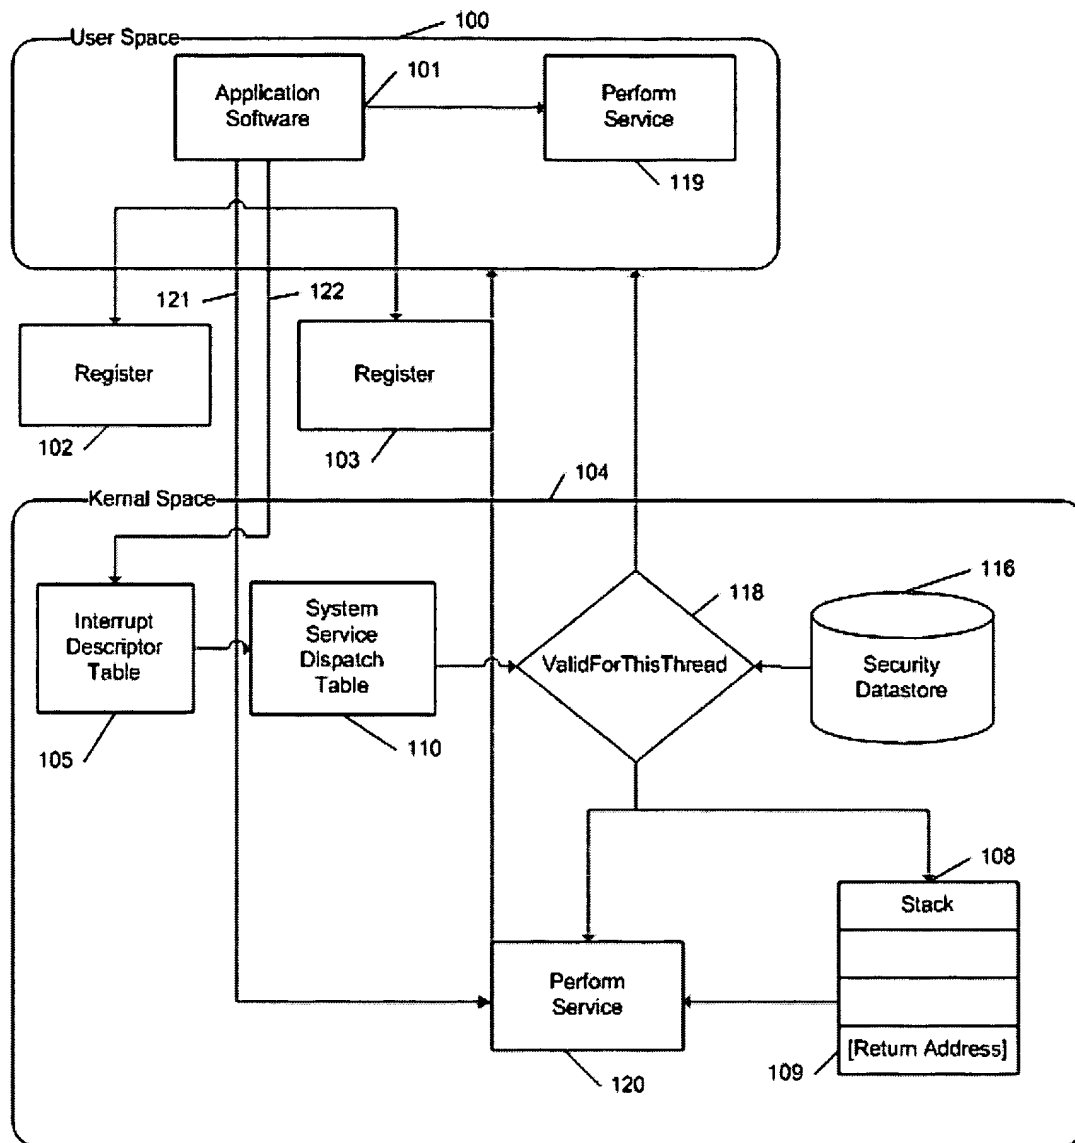 100
User Space
101
Application
Software
Perform
Service
119
121
122
Register
Register
102
103
104
Kernal Space
116
118
Interrupt
Descriptor
Table
System
Service
Dispatch
Table
ValidForThisThread
Security
Datastore
105
110
108
Stack
Perform
Service
[Return Address]
109
120